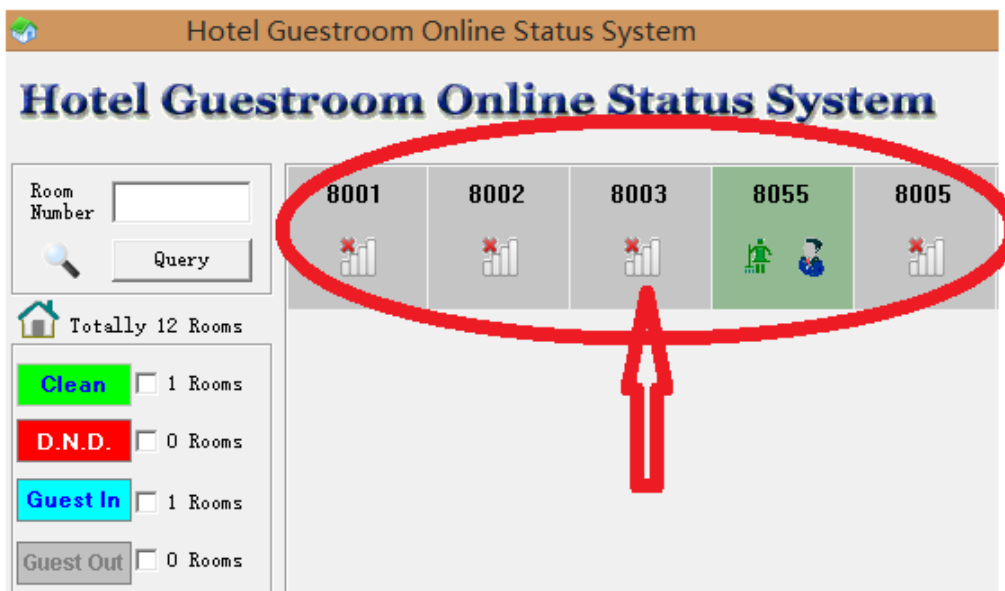 Hotel Guestroom Online Status System
Hotel Guestroom Online Status System
Room
Number
Query
Totally 12 Rooms
Clean 1 Rooms
D.N.D. 0 Rooms
Guest In 1 Rooms
Guest Out 0 Rooms
8001 8002 8003 8055 8005